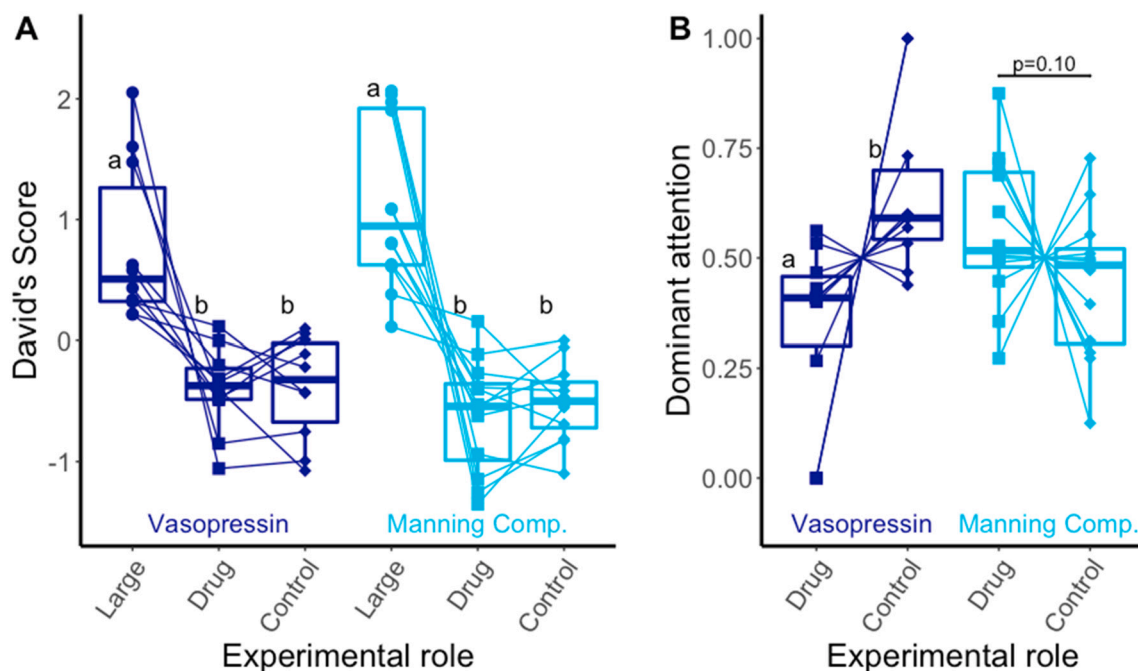 A
David's Score
2
1
0
-1
a
b
b
a
b
b
Vasopressin
Manning Comp.
Large
Drug
Control
Large
Drug
Control
Experimental role
B
Dominant attention
1.00
0.75
0.50
0.25
0.00
p=0.10
b
a
Vasopressin
Manning Comp.
Drug
Control
Drug
Control
Experimental role